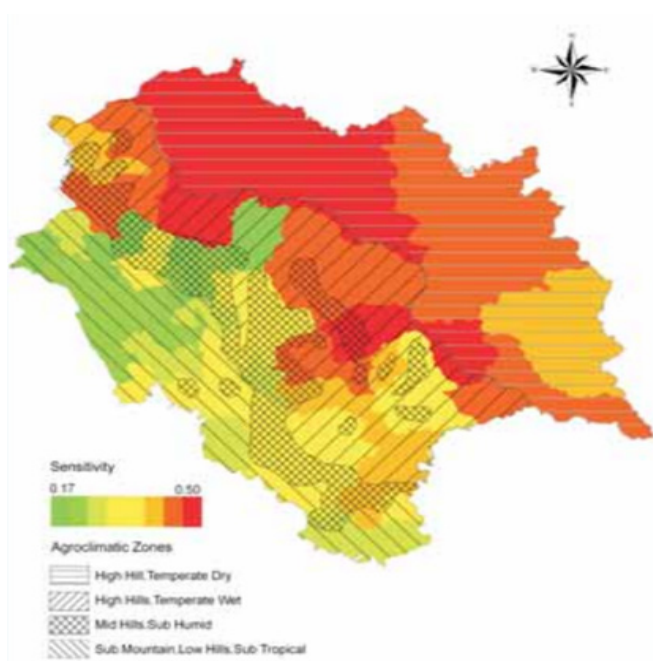 Sensitivity
0.17 0.50
Agroclimatic Zones
High Hill.Temperate Dry
High Hills.Temperate Wet
Mid Hills.Sub Humid
Sub Mountain.Low Hills.Sub Tropical